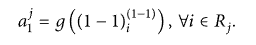 $a_1^j = g\left((1-1)_i^{(1-1)}\right),\ \forall i \in R_j.$